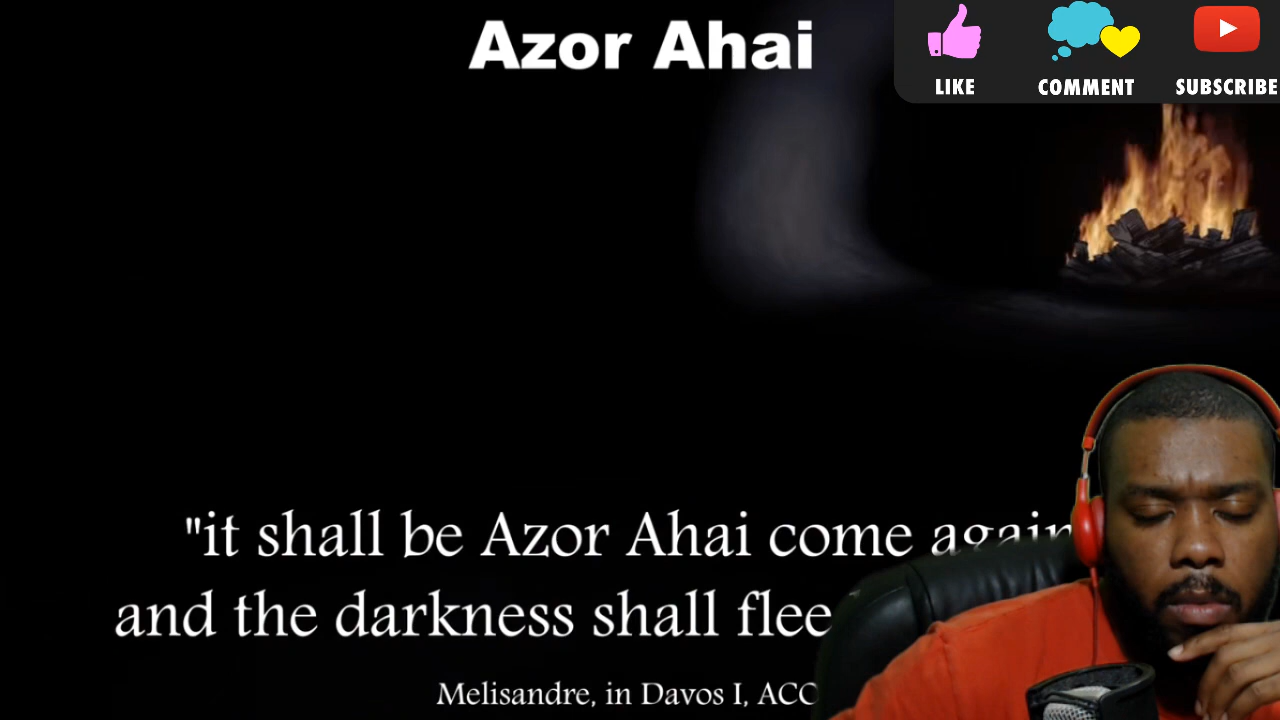 Azor Ahai
LIKE
COMMENT
SUBSCRIBE
"it shall be Azor Ahai come again
and the darkness shall flee
Melisandre, in Davos I,